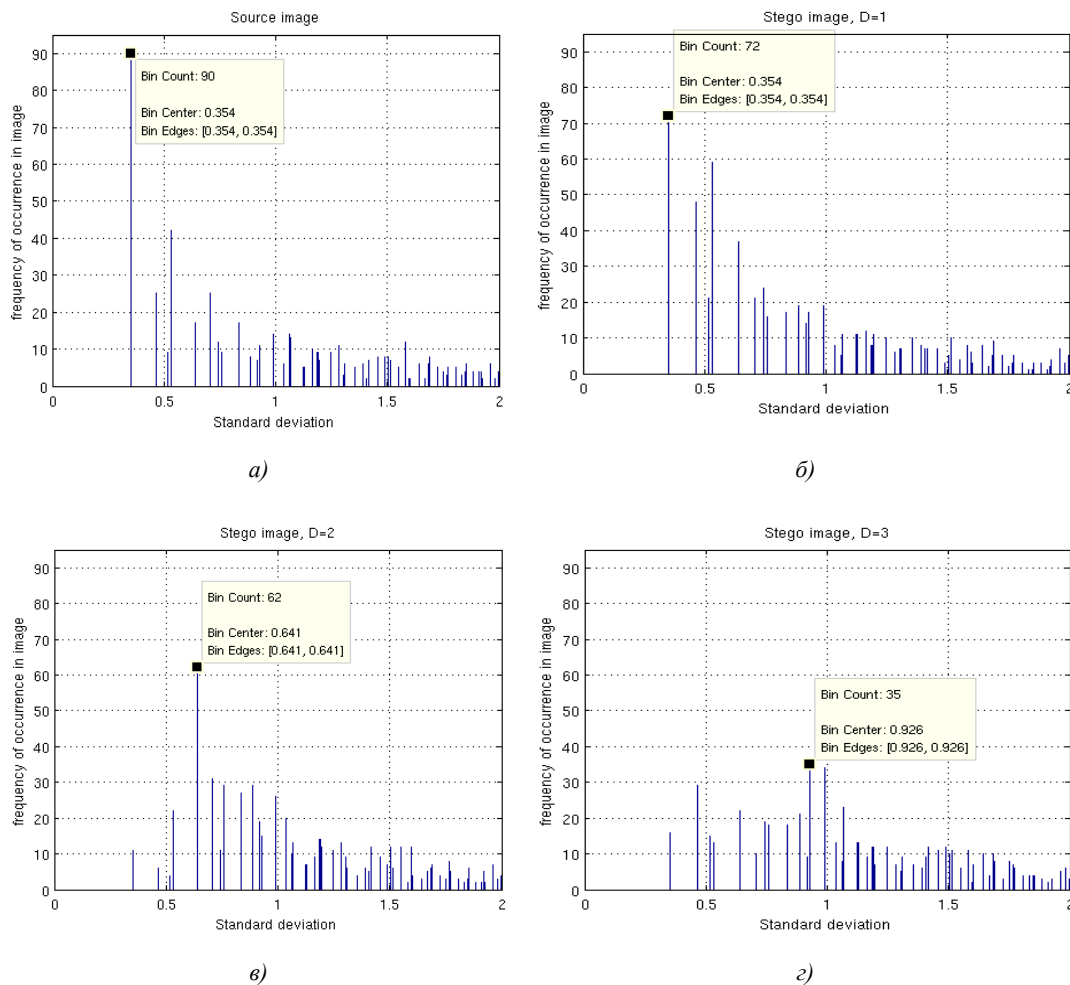 Source image
frequency of occurrence in image
90
80
70
60
50
40
30
20
10
0
Bin Count: 90
Bin Center: 0.354
Bin Edges: [0.354, 0.354]
0 0.5 1 1.5 2
Standard deviation
а)
Stego image, D=1
frequency of occurrence in image
90
80
70
60
50
40
30
20
10
0
Bin Count: 72
Bin Center: 0.354
Bin Edges: [0.354, 0.354]
0 0.5 1 1.5 2
Standard deviation
б)
Stego image, D=2
frequency of occurrence in image
90
80
70
60
50
40
30
20
10
0
Bin Count: 62
Bin Center: 0.641
Bin Edges: [0.641, 0.641]
0 0.5 1 1.5 2
Standard deviation
в)
Stego image, D=3
frequency of occurrence in image
90
80
70
60
50
40
30
20
10
0
Bin Count: 35
Bin Center: 0.926
Bin Edges: [0.926, 0.926]
0 0.5 1 1.5 2
Standard deviation
г)